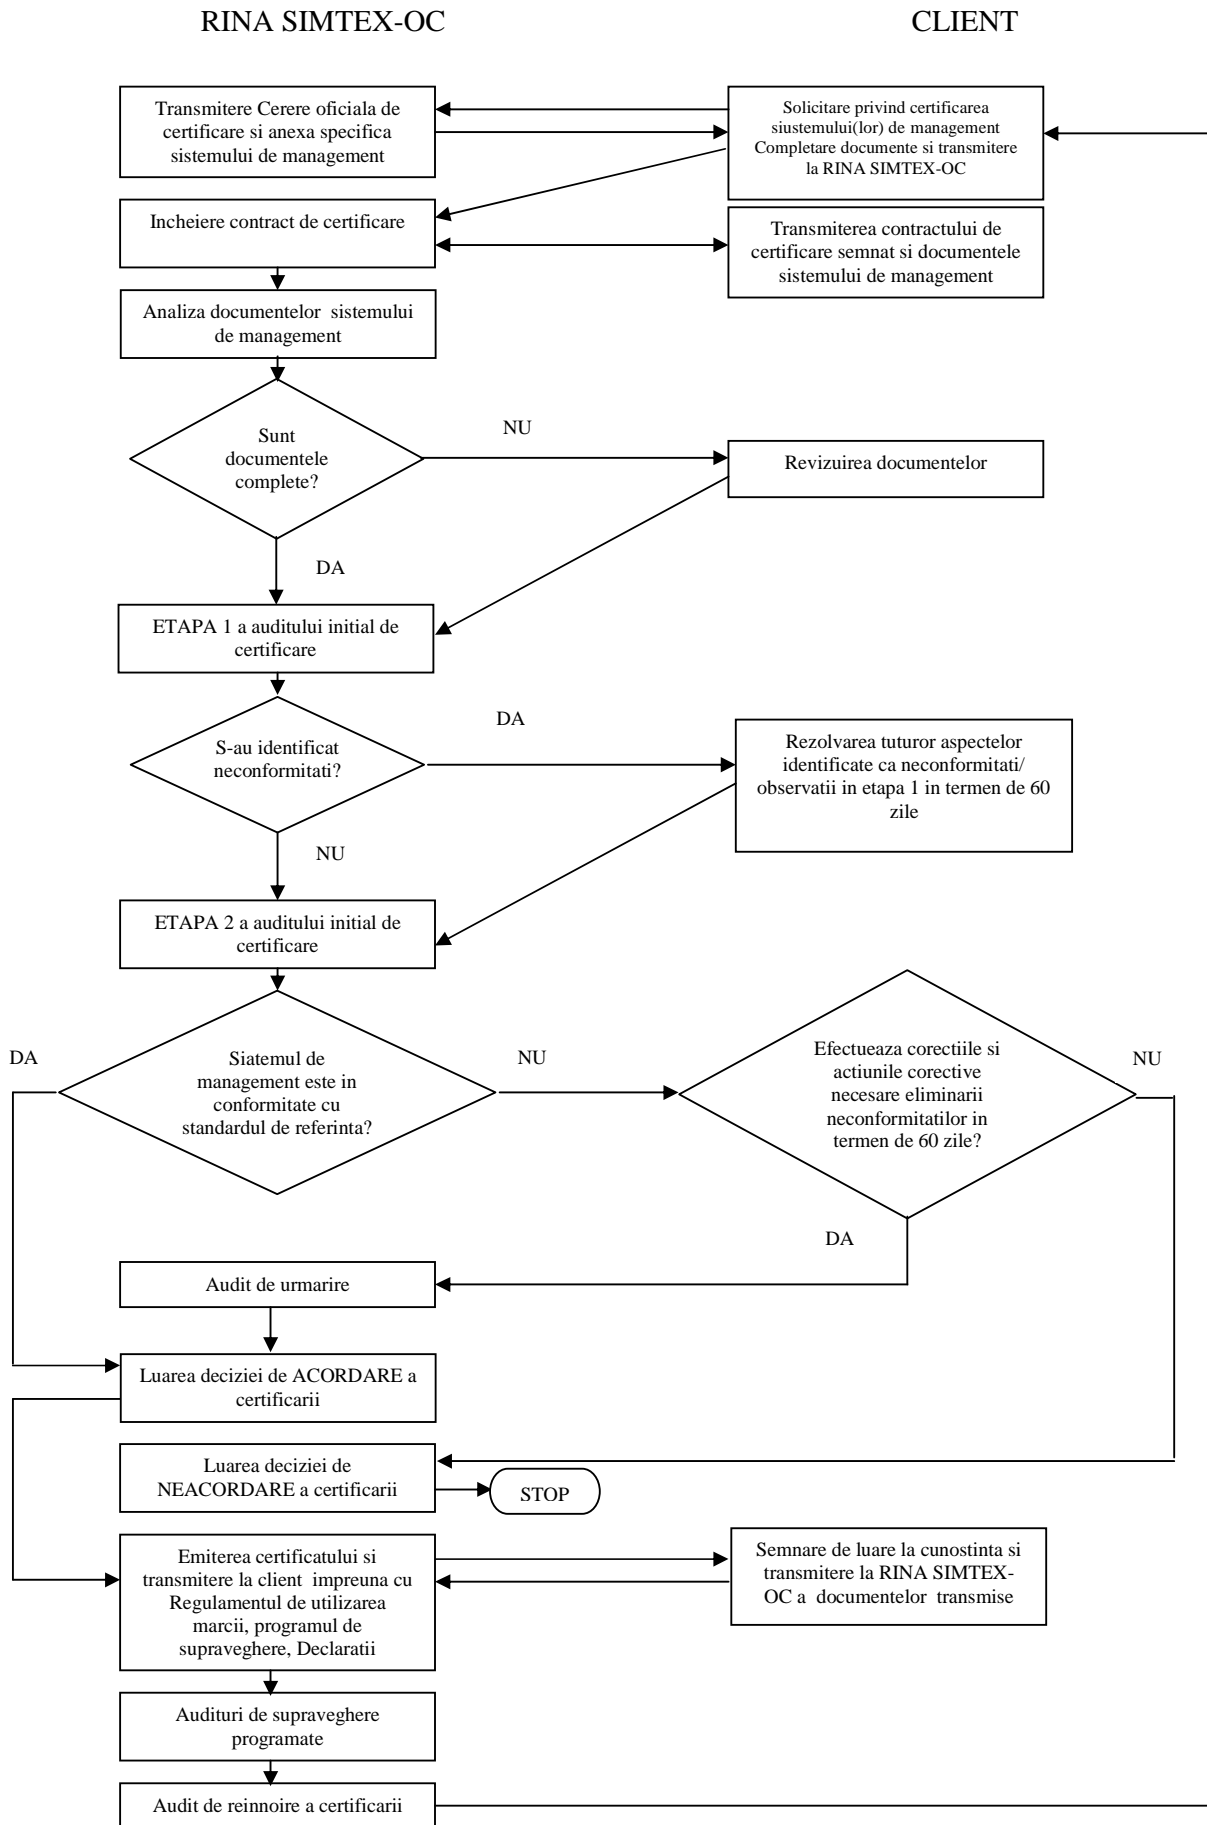 RINA SIMTEX-OC
CLIENT
Transmitere Cerere oficiala de
certificare si anexa specifica
sistemului de management
Solicitare privind certificarea
siustemului(lor) de management
Completare documente si transmitere
la RINA SIMTEX-OC
Incheiere contract de certificare
Transmiterea contractului de
certificare semnat si documentele
sistemului de management
Analiza documentelor sistemului
de management
Sunt
documentele
complete?
NU
Revizuirea documentelor
DA
ETAPA 1 a auditului initial de
certificare
S-au identificat
neconformitati?
DA
Rezolvarea tuturor aspectelor
identificate ca neconformitati/
observatii in etapa 1 in termen de 60
zile
NU
ETAPA 2 a auditului initial de
certificare
DA
Siatemul de
management este in
conformitate cu
standardul de referinta?
NU
Efectueaza corectiile si
actiunile corective
necesare eliminarii
neconformitatilor in
termen de 60 zile?
NU
DA
Audit de urmarire
Luarea deciziei de ACORDARE a
certificarii
Luarea deciziei de
NEACORDARE a certificarii
STOP
Emiterea certificatului si
transmitere la client impreuna cu
Regulamentul de utilizarea
marcii, programul de
supraveghere, Declaratii
Semnare de luare la cunostinta si
transmitere la RINA SIMTEX-
OC a documentelor transmise
Audituri de supraveghere
programate
Audit de reinnoire a certificarii